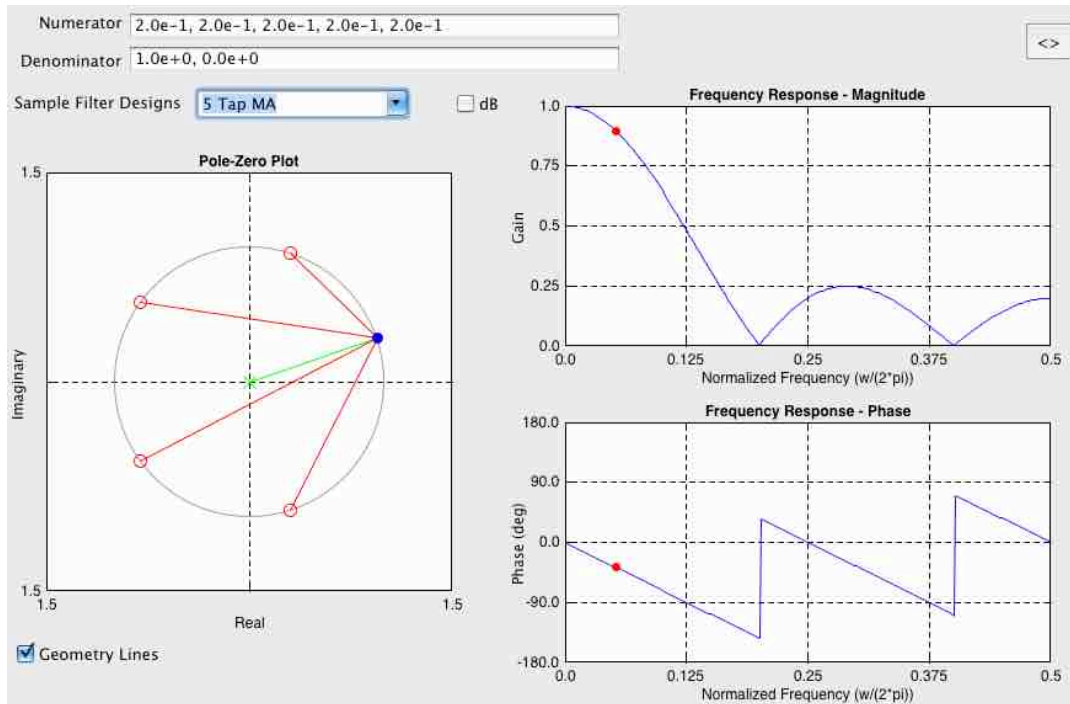 Numerator 2.0e-1, 2.0e-1, 2.0e-1, 2.0e-1, 2.0e-1
Denominator 1.0e+0, 0.0e+0
<>
Sample Filter Designs 5 Tap MA dB
Pole-Zero Plot
1.5
Imaginary
1.5
1.5 1.5
Real
Geometry Lines
Frequency Response - Magnitude
1.0
0.75
0.5
0.25
0.0
Gain
0.0 0.125 0.25 0.375 0.5
Normalized Frequency (w/(2*pi))
Frequency Response - Phase
180.0
90.0
0.0
-90.0
-180.0
Phase (deg)
0.0 0.125 0.25 0.375 0.5
Normalized Frequency (w/(2*pi))